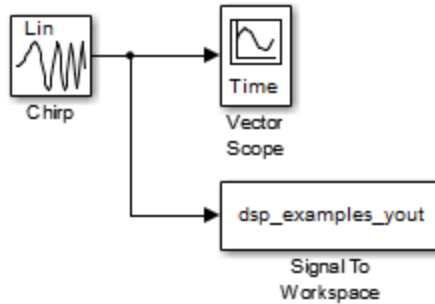 Lin
Chirp
Time
Vector
Scope
dsp_examples_yout
Signal To
Workspace